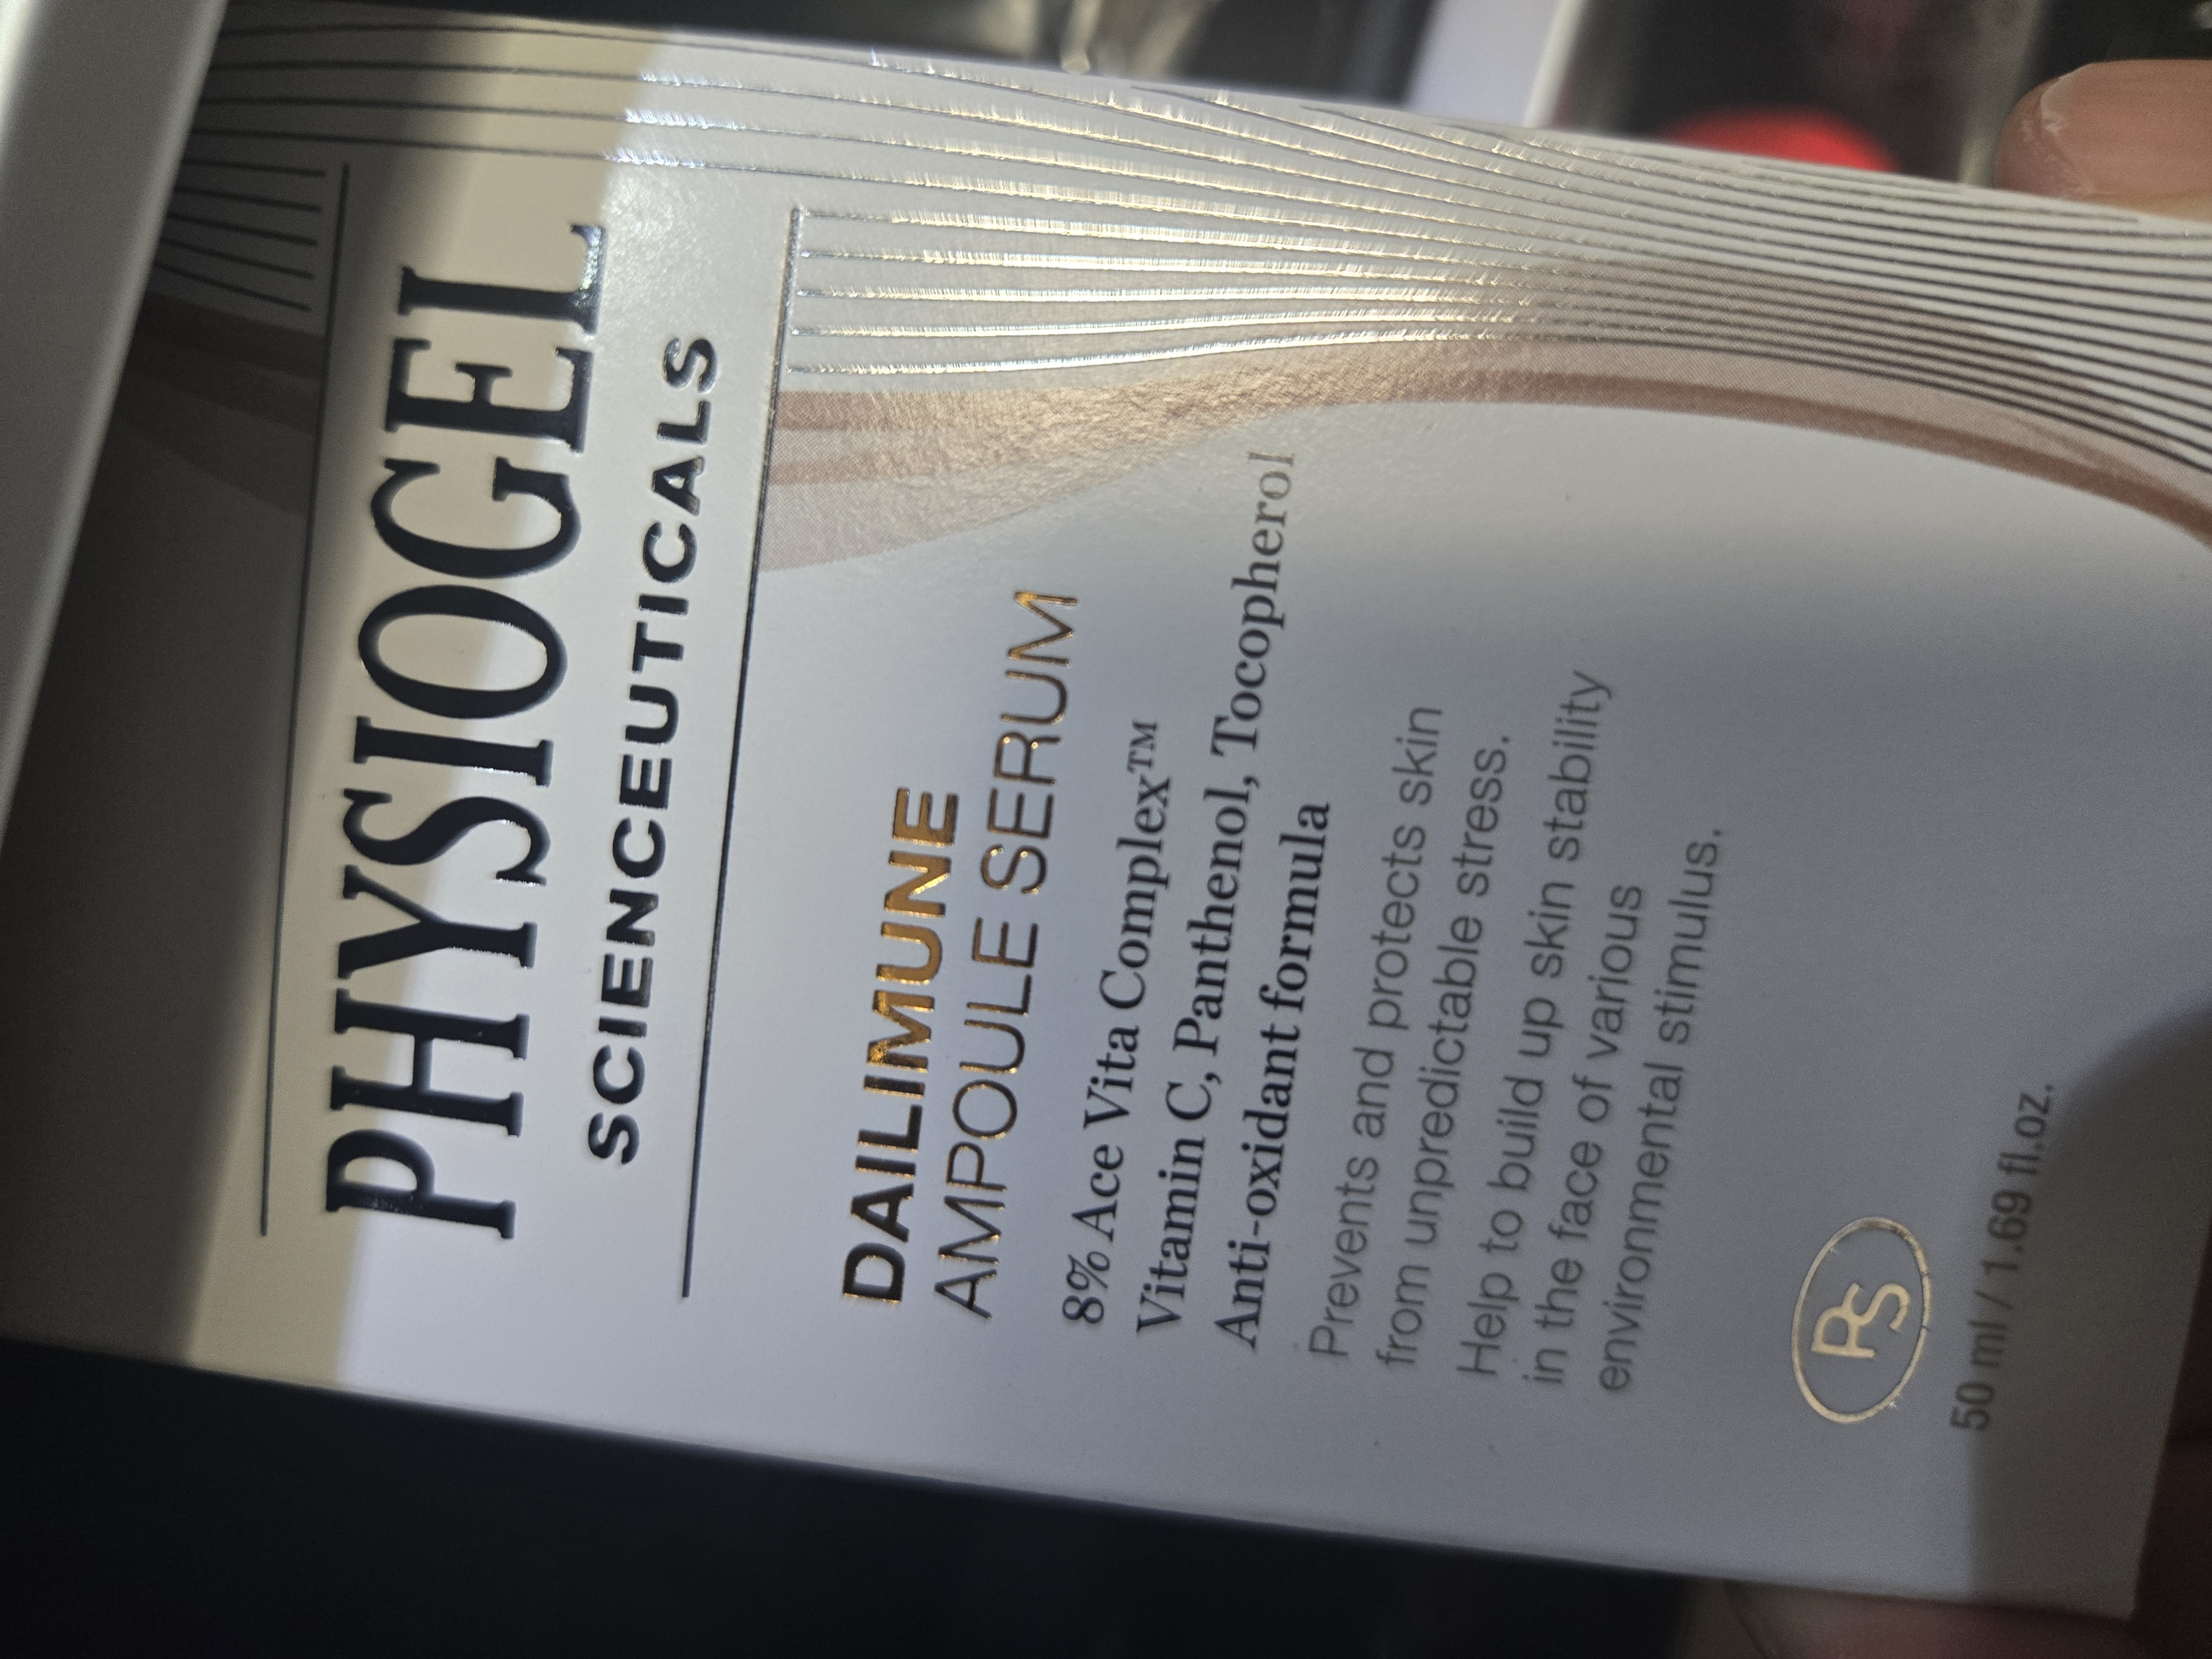 PHYSIOGEL
SCIENCEUTICALS
DAILIMUNE
AMPOULE SERUM
8% Ace Vita Complex™
Vitamin C, Panthenol, Tocopherol
Anti-oxidant formula
Prevents and protects skin
from unpredictable stress.
Help to build up skin stability
in the face of various
environmental stimulus.
PS
50 ml / 1.69 fl.oz.